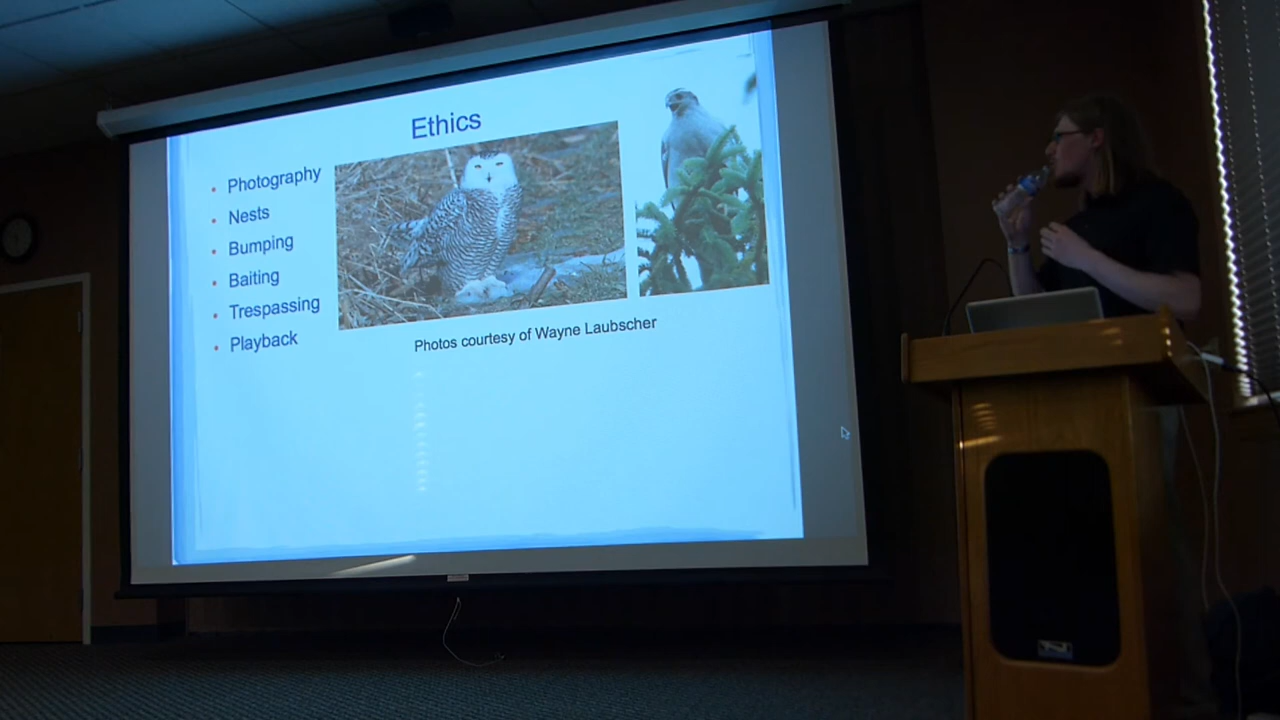 Ethics
Photography
Nests
Bumping
Baiting
Trespassing
Playback
Photos courtesy of Wayne Laubscher